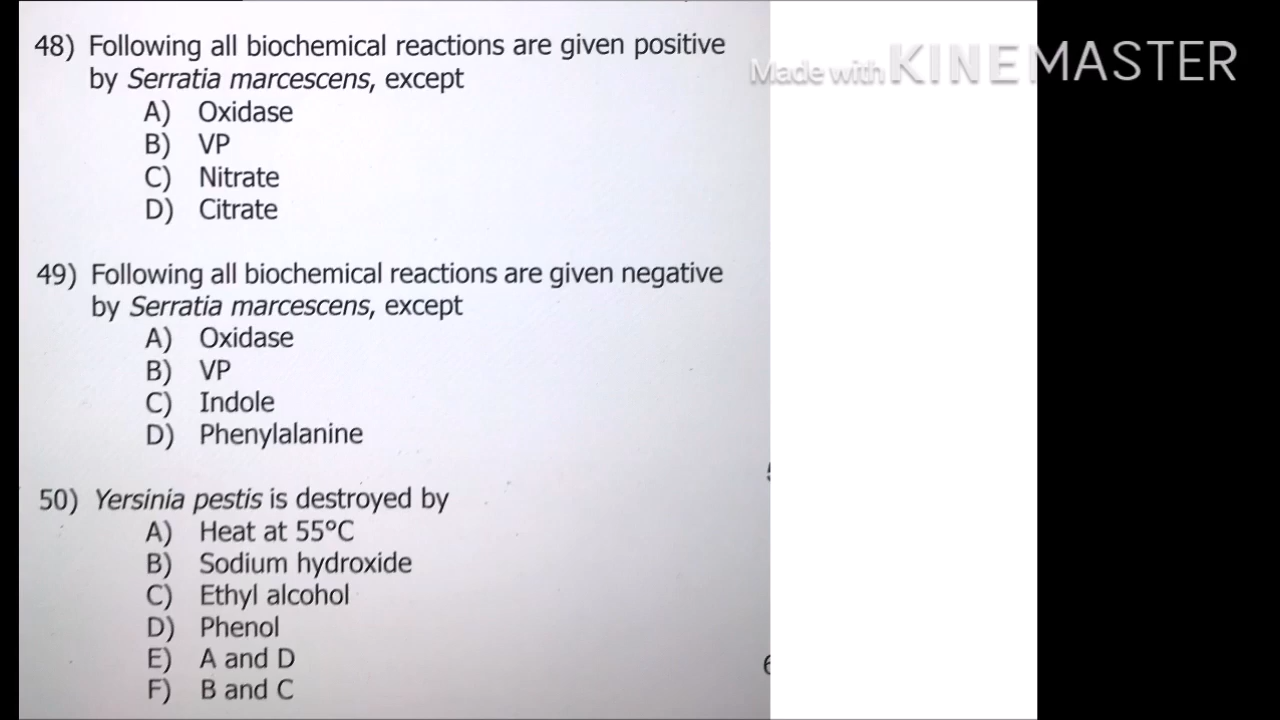 48) Following all biochemical reactions are given positive
by Serratia marcescens, except
A) Oxidase
B) VP
C) Nitrate
D) Citrate
49) Following all biochemical reactions are given negative
by Serratia marcescens, except
A) Oxidase
B) VP
C) Indole
D) Phenylalanine
50) Yersinia pestis is destroyed by
A) Heat at 55°C
B) Sodium hydroxide
C) Ethyl alcohol
D) Phenol
E) A and D
F) B and C
Made with KINEMASTER